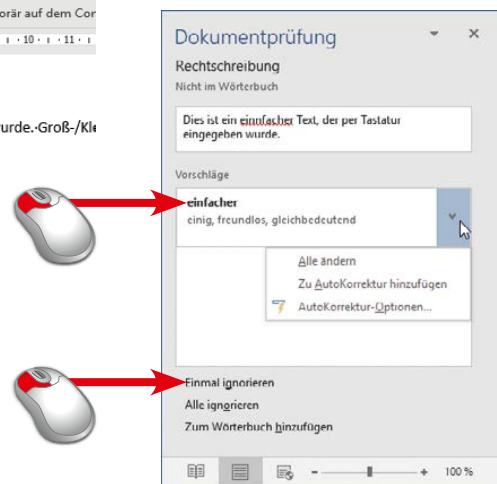 orär auf dem Con
· 10 · ı · 11 · ı
Dokumentprüfung
Rechtschreibung
Nicht im Wörterbuch
urde.·Groß-/Kle
Dies ist ein einnfacher Text, der per Tastatur
eingegeben wurde.
Vorschläge
einfacher
einig, freundlos, gleichbedeutend
Alle ändern
Zu AutoKorrektur hinzufügen
AutoKorrektur-Optionen...
Einmal ignorieren
Alle ignorieren
Zum Wörterbuch hinzufügen
- + 100 %